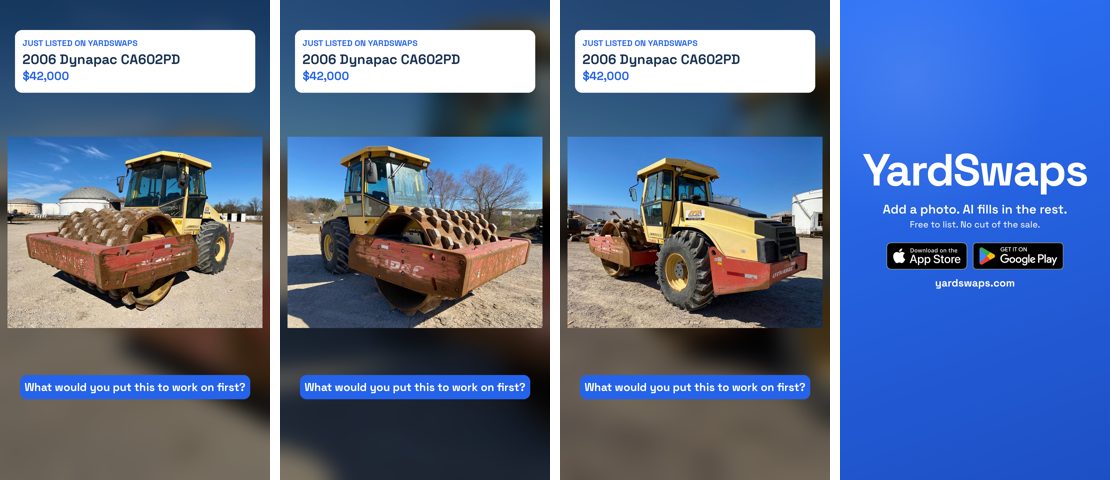 JUST LISTED ON YARDSWAPS
2006 Dynapac CA602PD
$42,000
What would you put this to work on first?
JUST LISTED ON YARDSWAPS
2006 Dynapac CA602PD
$42,000
What would you put this to work on first?
JUST LISTED ON YARDSWAPS
2006 Dynapac CA602PD
$42,000
What would you put this to work on first?
YardSwaps
Add a photo. AI fills in the rest.
Free to list. No cut of the sale.
Download on the
App Store
GET IT ON
Google Play
yardswaps.com